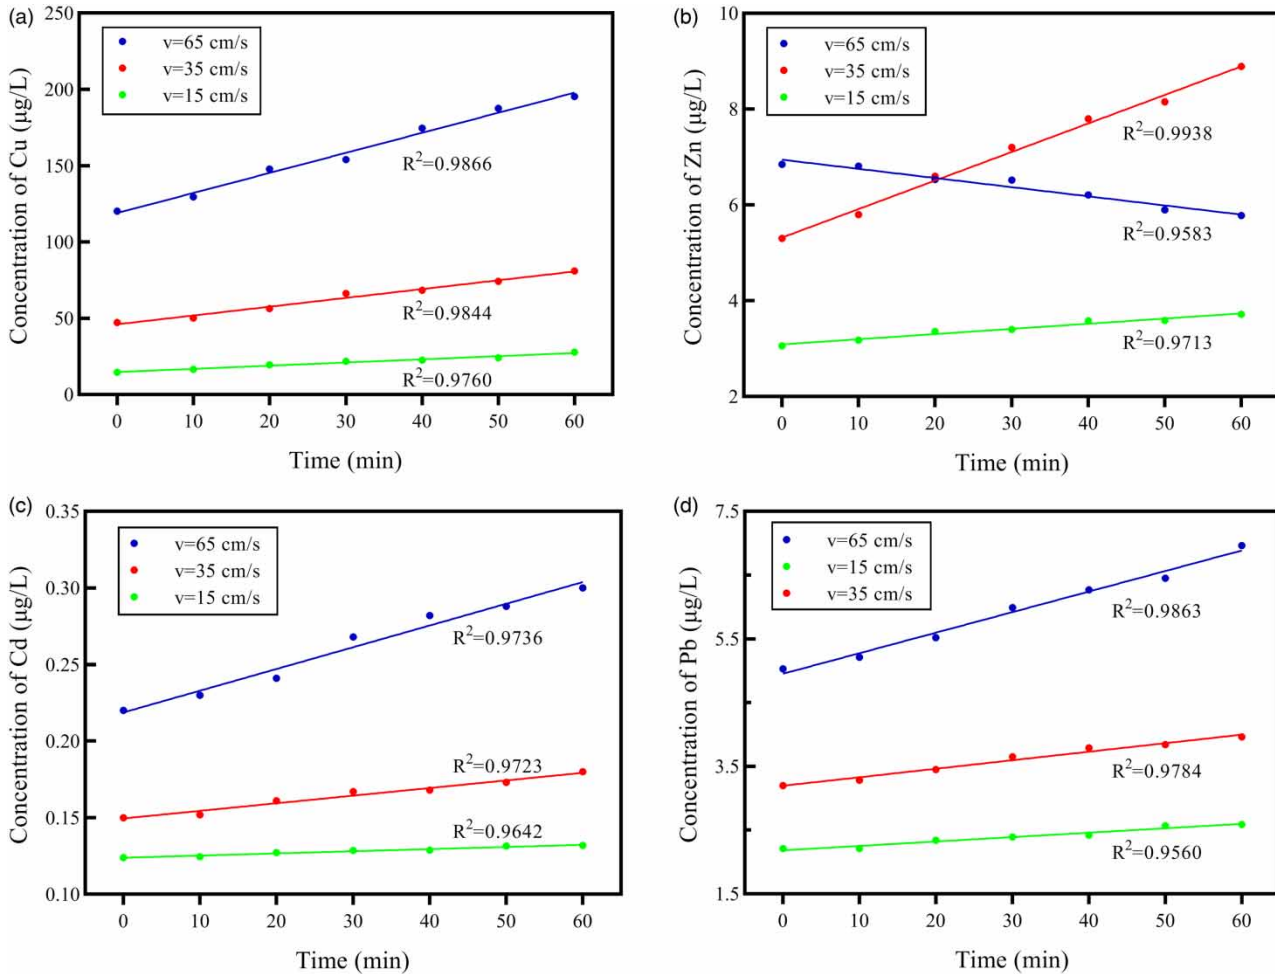 (a)
250
200
150
100
50
0
Concentration of Cu (μg/L)
v=65 cm/s
v=35 cm/s
v=15 cm/s
R²=0.9866
R²=0.9844
R²=0.9760
0 10 20 30 40 50 60
Time (min)
(b)
10
8
6
4
2
Concentration of Zn (μg/L)
v=65 cm/s
v=35 cm/s
v=15 cm/s
R²=0.9938
R²=0.9583
R²=0.9713
0 10 20 30 40 50 60
Time (min)
(c)
0.35
0.30
0.25
0.20
0.15
0.10
Concentration of Cd (μg/L)
v=65 cm/s
v=35 cm/s
v=15 cm/s
R²=0.9736
R²=0.9723
R²=0.9642
0 10 20 30 40 50 60
Time (min)
(d)
7.5
5.5
3.5
1.5
Concentration of Pb (μg/L)
v=65 cm/s
v=15 cm/s
v=35 cm/s
R²=0.9863
R²=0.9784
R²=0.9560
0 10 20 30 40 50 60
Time (min)